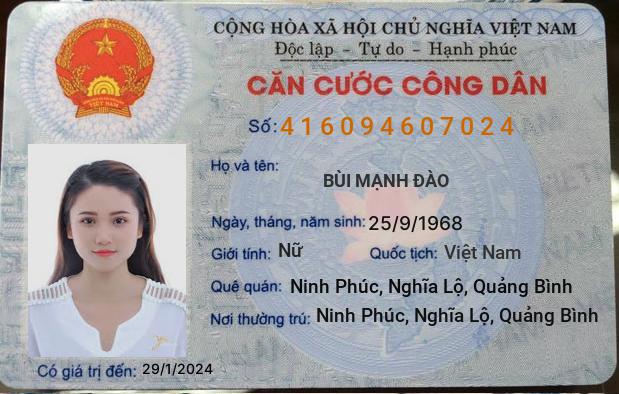 CỘNG HÒA XÃ HỘI CHỦ NGHĨA VIỆT NAM
Độc lập - Tự do - Hạnh phúc
CĂN CƯỚC CÔNG DÂN
Số: 416094607024
Họ và tên:
BÙI MẠNH ĐÀO
Ngày, tháng, năm sinh: 25/9/1968
Giới tính: Nữ Quốc tịch: Việt Nam
Quê quán: Ninh Phúc, Nghĩa Lộ, Quảng Bình
Nơi thường trú: Ninh Phúc, Nghĩa Lộ, Quảng Bình
Có giá trị đến: 29/1/2024
VIỆT NAM